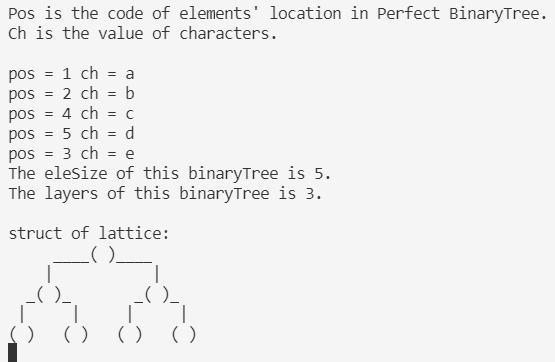 Pos is the code of elements' location in Perfect BinaryTree.
Ch is the value of characters.
pos = 1 ch = a
pos = 2 ch = b
pos = 4 ch = c
pos = 5 ch = d
pos = 3 ch = e
The eleSize of this binaryTree is 5.
The layers of this binaryTree is 3.
struct of lattice:
____( )____
|           |
_( )_       _( )_
|     |     |     |
( )   ( )   ( )   ( )